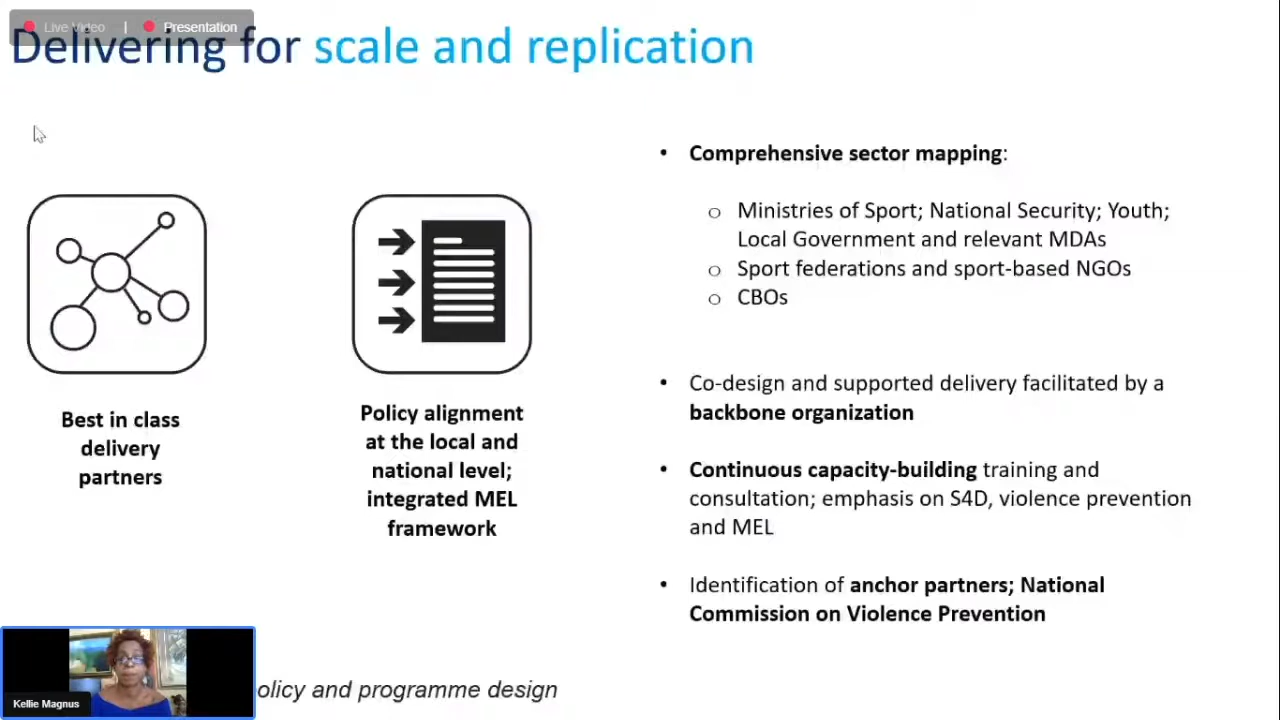 Live Video | Presentation
Delivering for scale and replication
• Comprehensive sector mapping:
o Ministries of Sport; National Security; Youth;
Local Government and relevant MDAs
o Sport federations and sport-based NGOs
o CBOs
Best in class
delivery
partners
Policy alignment
at the local and
national level;
integrated MEL
framework
• Co-design and supported delivery facilitated by a
backbone organization
• Continuous capacity-building training and
consultation; emphasis on S4D, violence prevention
and MEL
• Identification of anchor partners; National
Commission on Violence Prevention
Kellie Magnus
olicy and programme design